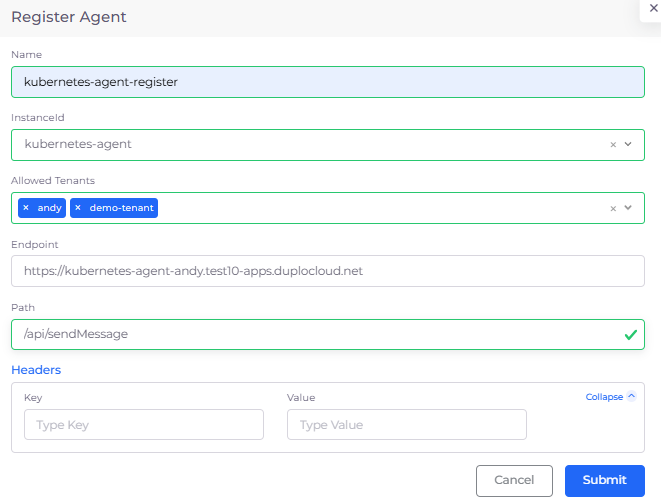 Register Agent
×
Name
kubernetes-agent-register
InstanceId
kubernetes-agent
×
Allowed Tenants
× andy × demo-tenant
×
Endpoint
https://kubernetes-agent-andy.test10-apps.duplocloud.net
Path
/api/sendMessage
Headers
Key Value Collapse
Type Key Type Value
Cancel Submit